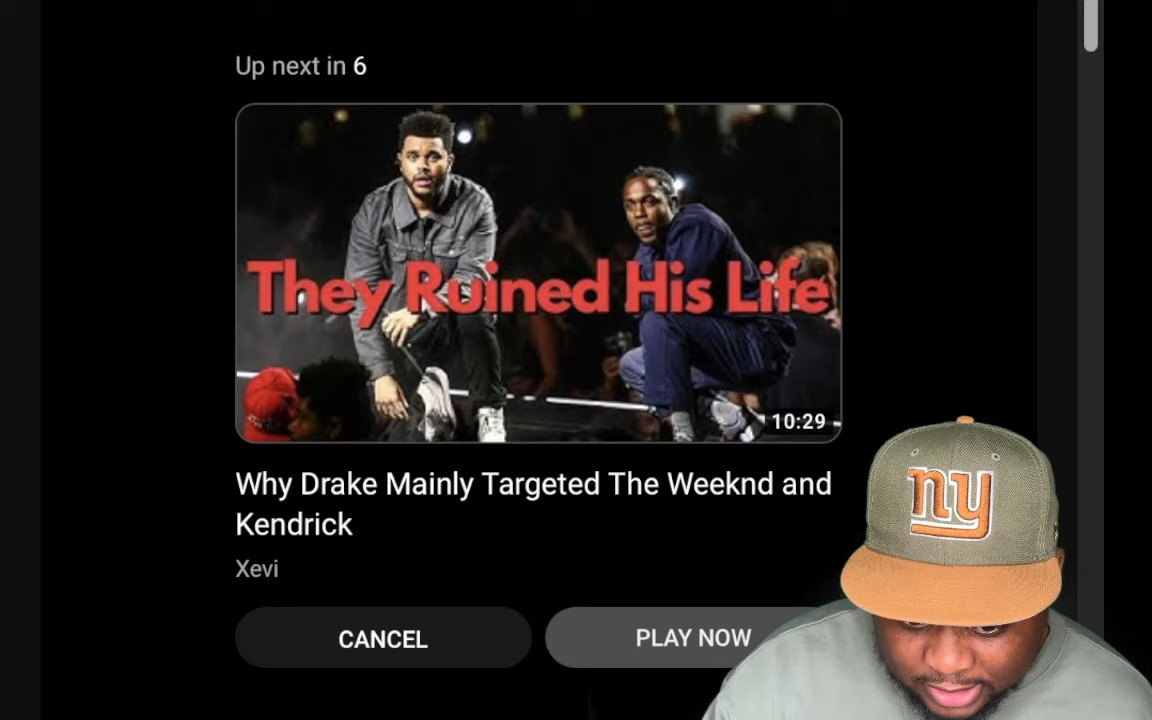 Up next in 6
They Ruined His Life
10:29
Why Drake Mainly Targeted The Weeknd and
Kendrick
Xevi
CANCEL
PLAY NOW
ny